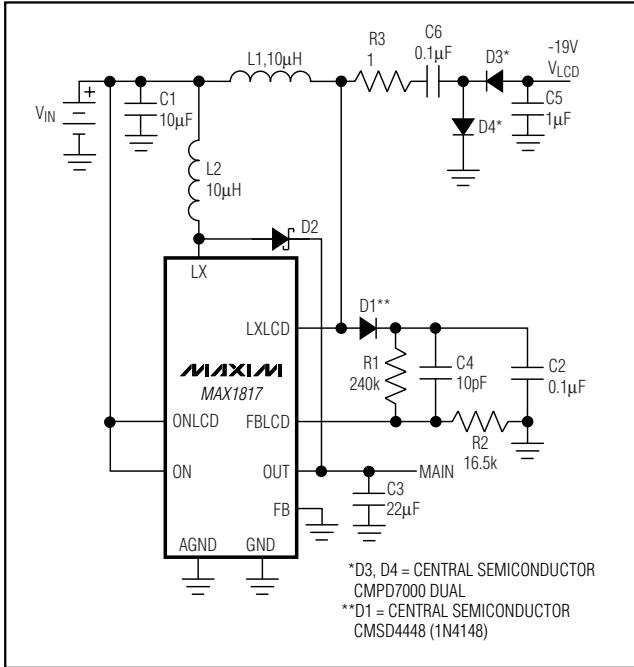 L1,10µH
R3
1
C6
0.1µF
D3*
-19V
VLCD
VIN
+
C1
10µF
D4*
C5
1µF
L2
10µH
D2
LX
LXLCD
D1**
MAXIM
MAX1817
R1
240k
C4
10pF
C2
0.1µF
ONLCD
FBLCD
R2
16.5k
ON
OUT
MAIN
C3
22µF
FB
AGND
GND
*D3, D4 = CENTRAL SEMICONDUCTOR
CMPD7000 DUAL
**D1 = CENTRAL SEMICONDUCTOR
CMSD4448 (1N4148)